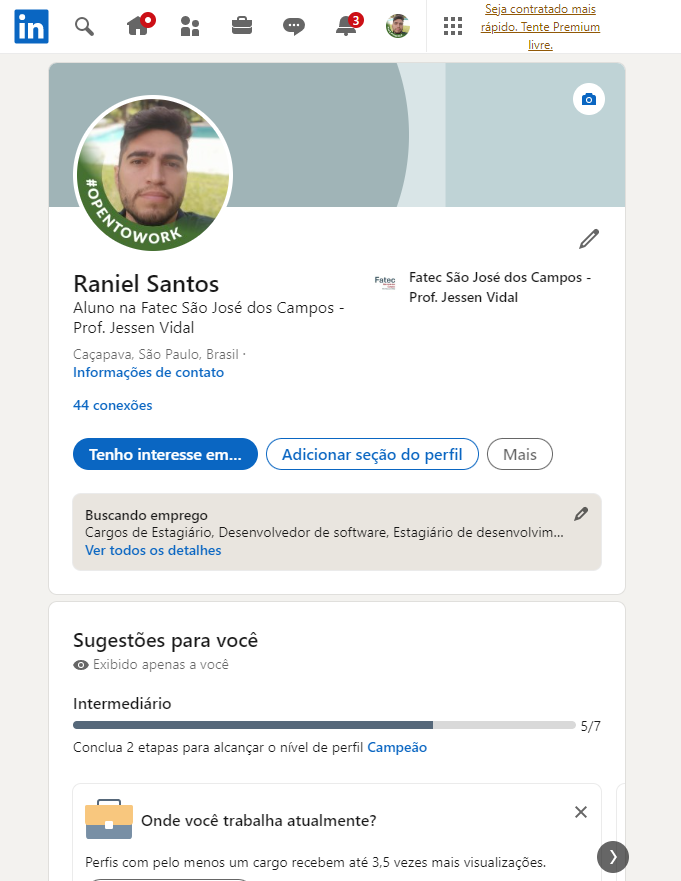 in
3
Seja contratado mais
rápido. Tente Premium
livre.
#OPENTOWORK
Raniel Santos
Aluno na Fatec São José dos Campos -
Prof. Jessen Vidal
Fatec
Fatec São José dos Campos -
Prof. Jessen Vidal
Caçapava, São Paulo, Brasil ·
Informações de contato
44 conexões
Tenho interesse em...
Adicionar seção do perfil
Mais
Buscando emprego
Cargos de Estagiário, Desenvolvedor de software, Estagiário de desenvolvim...
Ver todos os detalhes
Sugestões para você
Exibido apenas a você
Intermediário
5/7
Conclua 2 etapas para alcançar o nível de perfil Campeão
Onde você trabalha atualmente?
Perfis com pelo menos um cargo recebem até 3,5 vezes mais visualizações.